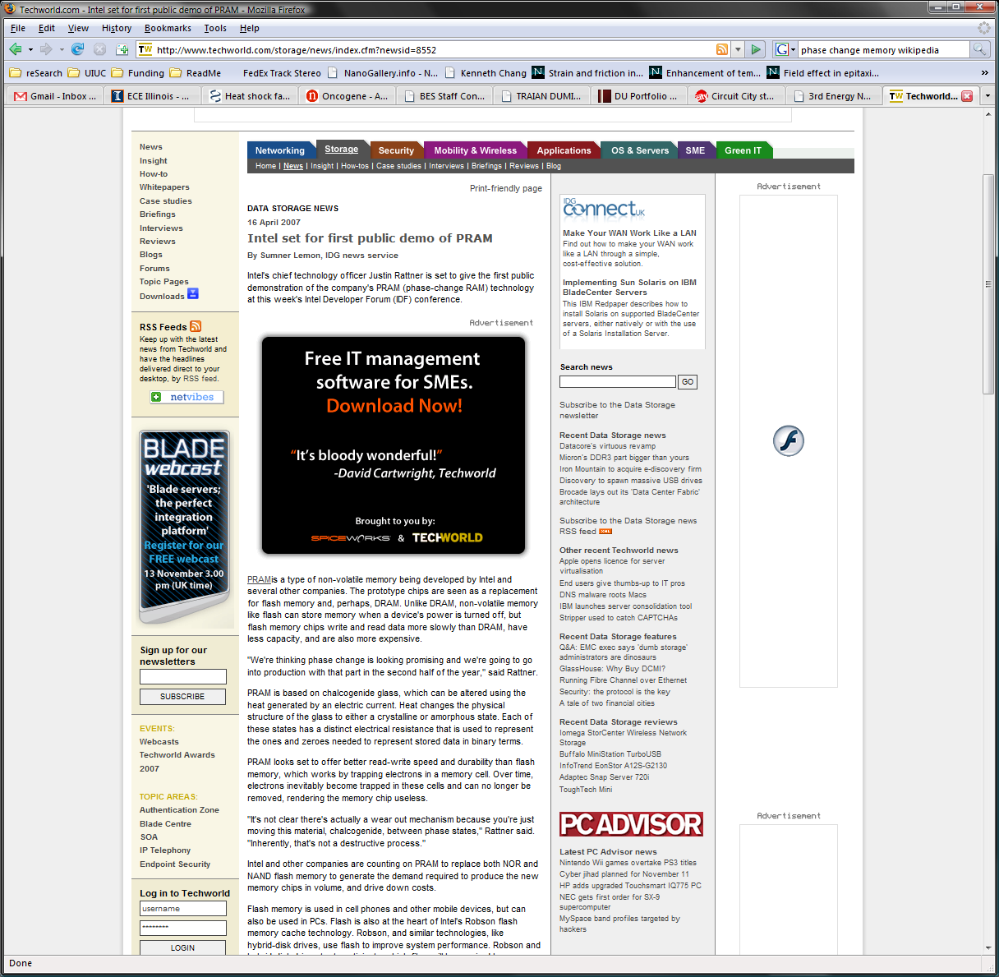 Techworld.com - Intel set for first public demo of PRAM - Mozilla Firefox
File Edit View History Bookmarks Tools Help
TW http://www.techworld.com/storage/news/index.cfm?newsid=8552
G phase change memory wikipedia
reSearch UIUC Funding ReadMe FedEx Track Stereo NanoGallery.info - N... Kenneth Chang N Strain and friction in... N Enhancement of tem... N Field effect in epitaxi... »
Gmail - Inbox ... ECE Illinois - ... Heat shock fa... Oncogene - A... BES Staff Con... TRAIAN DUMI... DU Portfolio ... Circuit City st... 3rd Energy N... TW Techworld...
News
Insight
How-to
Whitepapers
Case studies
Briefings
Interviews
Reviews
Blogs
Forums
Topic Pages
Downloads
RSS Feeds
Keep up with the latest
news from Techworld and
have the headlines
delivered direct to your
desktop, by RSS feed.
netvibes
BLADE
webcast
'Blade servers;
the perfect
integration
platform'
Register for our
FREE webcast
13 November 3.00
pm (UK time)
Sign up for our
newsletters
SUBSCRIBE
EVENTS:
Webcasts
Techworld Awards
2007
TOPIC AREAS:
Authentication Zone
Blade Centre
SOA
IP Telephony
Endpoint Security
Log in to Techworld
username
********
LOGIN
Networking Storage Security Mobility & Wireless Applications OS & Servers SME Green IT
Home | News | Insight | How-tos | Case studies | Interviews | Briefings | Reviews | Blog
Print-friendly page
DATA STORAGE NEWS
16 April 2007
Intel set for first public demo of PRAM
By Sumner Lemon, IDG news service
Intel's chief technology officer Justin Rattner is set to give the first public
demonstration of the company's PRAM (phase-change RAM) technology
at this week's Intel Developer Forum (IDF) conference.
Advertisement
Free IT management
software for SMEs.
Download Now!
“It's bloody wonderful!”
-David Cartwright, Techworld
Brought to you by:
SPICEWORKS & TECHWORLD
PRAMis a type of non-volatile memory being developed by Intel and
several other companies. The prototype chips are seen as a replacement
for flash memory and, perhaps, DRAM. Unlike DRAM, non-volatile memory
like flash can store memory when a device's power is turned off, but
flash memory chips write and read data more slowly than DRAM, have
less capacity, and are also more expensive.
"We're thinking phase change is looking promising and we're going to go
into production with that part in the second half of the year," said Rattner.
PRAM is based on chalcogenide glass, which can be altered using the
heat generated by an electric current. Heat changes the physical
structure of the glass to either a crystalline or amorphous state. Each of
these states has a distinct electrical resistance that is used to represent
the ones and zeroes needed to represent stored data in binary terms.
PRAM looks set to offer better read-write speed and durability than flash
memory, which works by trapping electrons in a memory cell. Over time,
electrons inevitably become trapped in these cells and can no longer be
removed, rendering the memory chip useless.
"It's not clear there's actually a wear out mechanism because you're just
moving this material, chalcogenide, between phase states," Rattner said.
"Inherently, that's not a destructive process."
Intel and other companies are counting on PRAM to replace both NOR and
NAND flash memory to generate the demand required to produce the new
memory chips in volume, and drive down costs.
Flash memory is used in cell phones and other mobile devices, but can
also be used in PCs. Flash is also at the heart of Intel's Robson flash
memory cache technology. Robson, and similar technologies, like
hybrid-disk drives, use flash to improve system performance. Robson and
IDG
connect UK
Make Your WAN Work Like a LAN
Find out how to make your WAN work
like a LAN through a simple,
cost-effective solution.
Implementing Sun Solaris on IBM
BladeCenter Servers
This IBM Redpaper describes how to
install Solaris on supported BladeCenter
servers, either natively or with the use
of a Solaris Installation Server.
Search news
GO
Subscribe to the Data Storage
newsletter
Recent Data Storage news
Datacore's virtuous revamp
Micron's DDR3 part bigger than yours
Iron Mountain to acquire e-discovery firm
Discovery to spawn massive USB drives
Brocade lays out its 'Data Center Fabric'
architecture
Subscribe to the Data Storage news
RSS feed XML
Other recent Techworld news
Apple opens licence for server
virtualisation
End users give thumbs-up to IT pros
DNS malware roots Macs
IBM launches server consolidation tool
Stripper used to catch CAPTCHAs
Recent Data Storage features
Q&A: EMC exec says 'dumb storage'
administrators are dinosaurs
GlassHouse: Why Buy DCMI?
Running Fibre Channel over Ethernet
Security: the protocol is the key
A tale of two financial cities
Recent Data Storage reviews
Iomega StorCenter Wireless Network
Storage
Buffalo MiniStation TurboUSB
InfoTrend EonStor A12S-G2130
Adaptec Snap Server 720i
ToughTech Mini
PC ADVISOR
Latest PC Advisor news
Nintendo Wii games overtake PS3 titles
Cyber jihad planned for November 11
HP adds upgraded Touchsmart IQ775 PC
NEC gets first order for SX-9
supercomputer
MySpace band profiles targeted by
hackers
Advertisement
Advertisement
Done